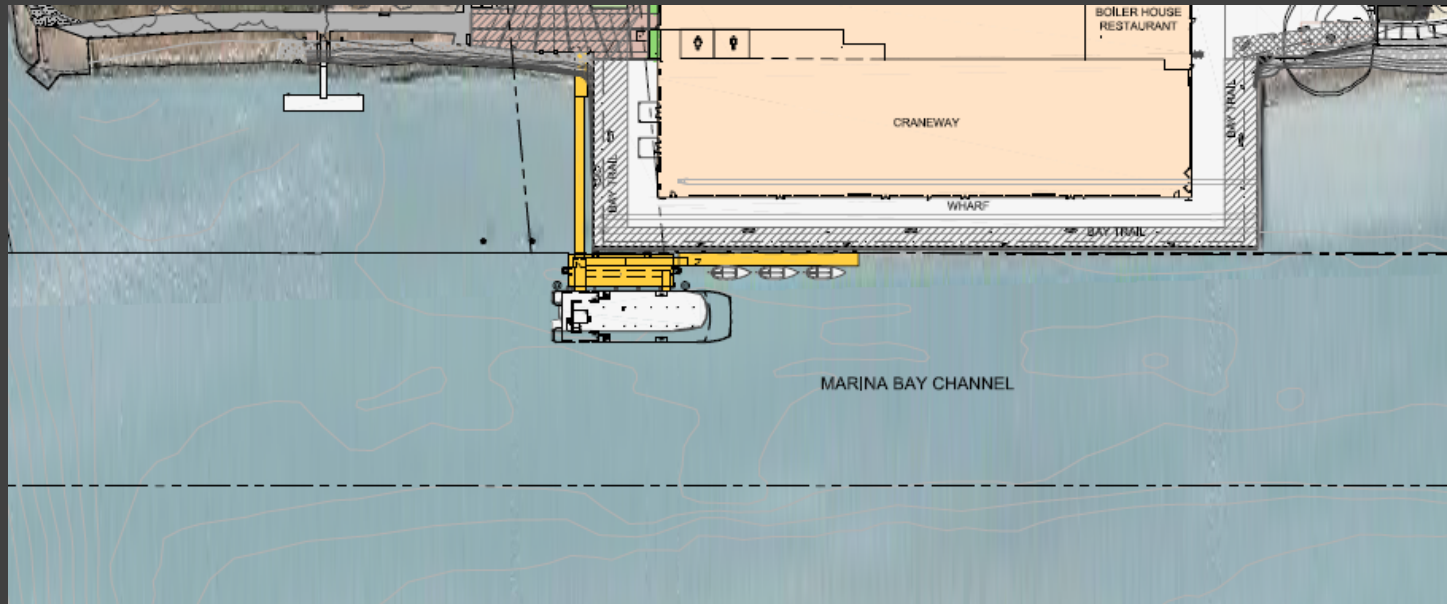 BOILER HOUSE
RESTAURANT
CRANEWAY
BAY TRAIL
BAY TRAIL
WHARF
BAY TRAIL
MARINA BAY CHANNEL